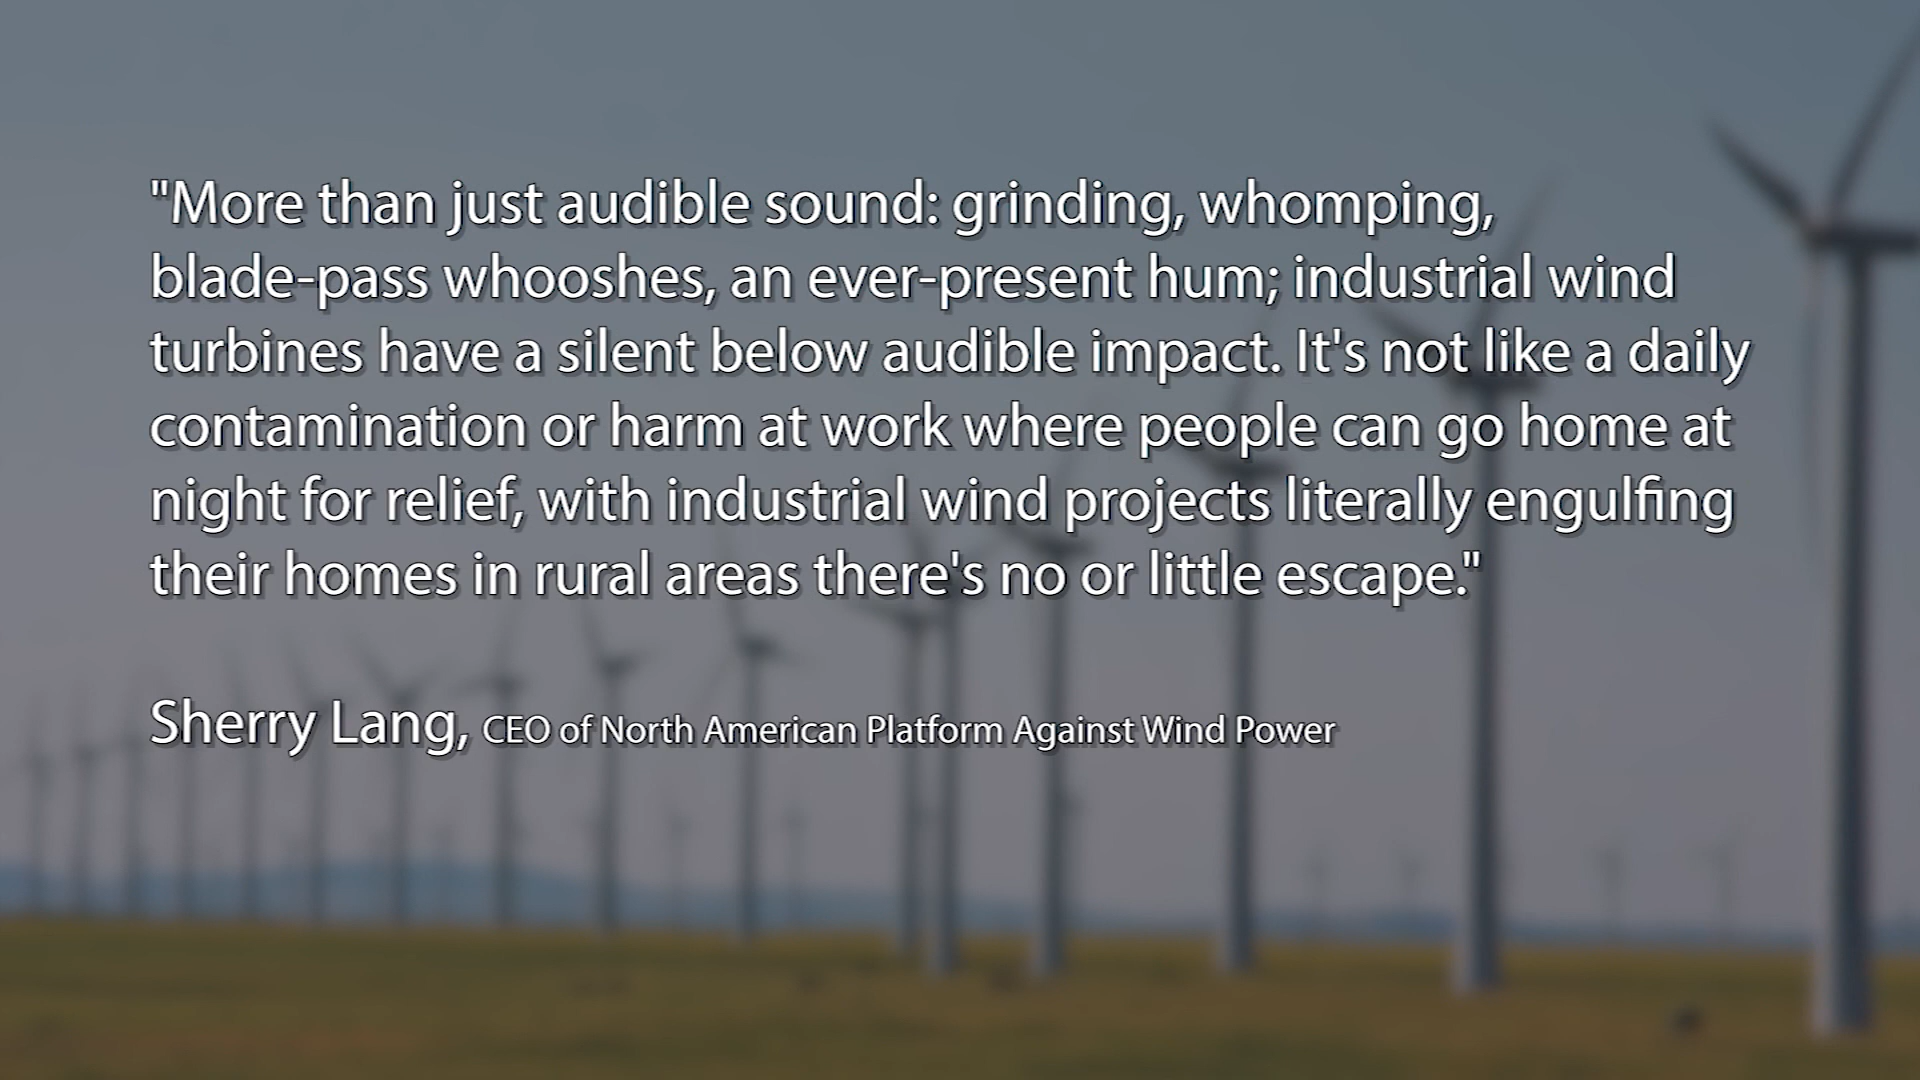 "More than just audible sound: grinding, whomping,
blade-pass whooshes, an ever-present hum; industrial wind
turbines have a silent below audible impact. It's not like a daily
contamination or harm at work where people can go home at
night for relief, with industrial wind projects literally engulfing
their homes in rural areas there's no or little escape."
Sherry Lang, CEO of North American Platform Against Wind Power